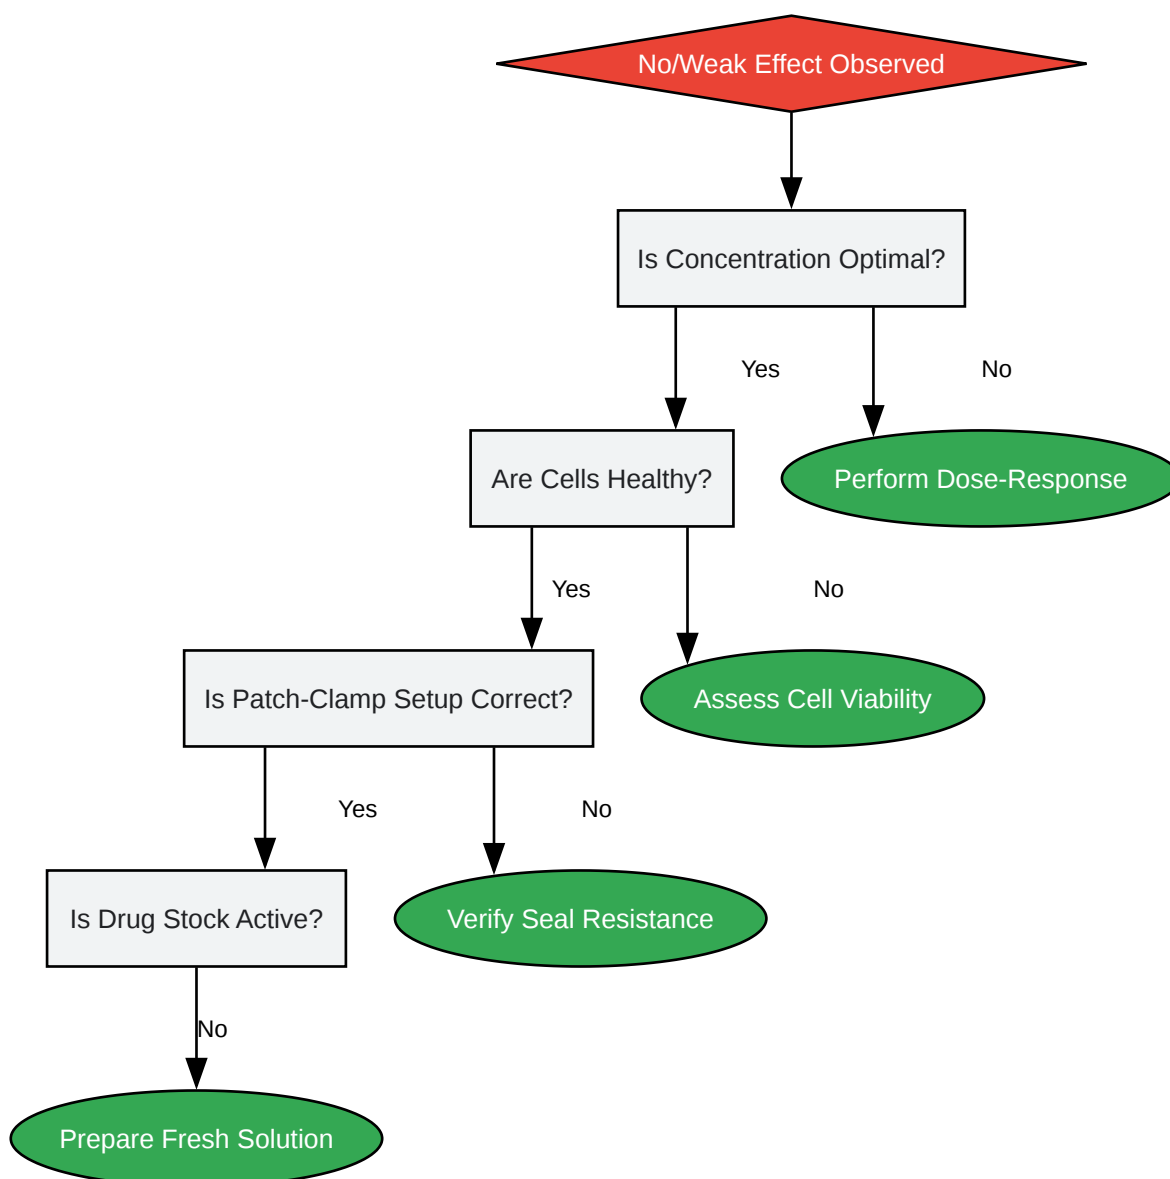 No/Weak Effect Observed
Is Concentration Optimal?
Yes
No
Are Cells Healthy?
Perform Dose-Response
Yes
No
Is Patch-Clamp Setup Correct?
Assess Cell Viability
Yes
No
Is Drug Stock Active?
Verify Seal Resistance
No
Prepare Fresh Solution